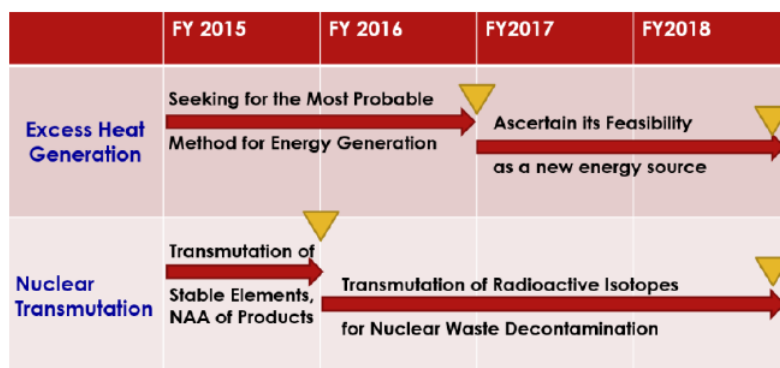 FY 2015
FY 2016
FY2017
FY2018
Excess Heat
Generation
Seeking for the Most Probable
Method for Energy Generation
Ascertain its Feasibility
as a new energy source
Nuclear
Transmutation
Transmutation of
Stable Elements,
NAA of Products
Transmutation of Radioactive Isotopes
for Nuclear Waste Decontamination